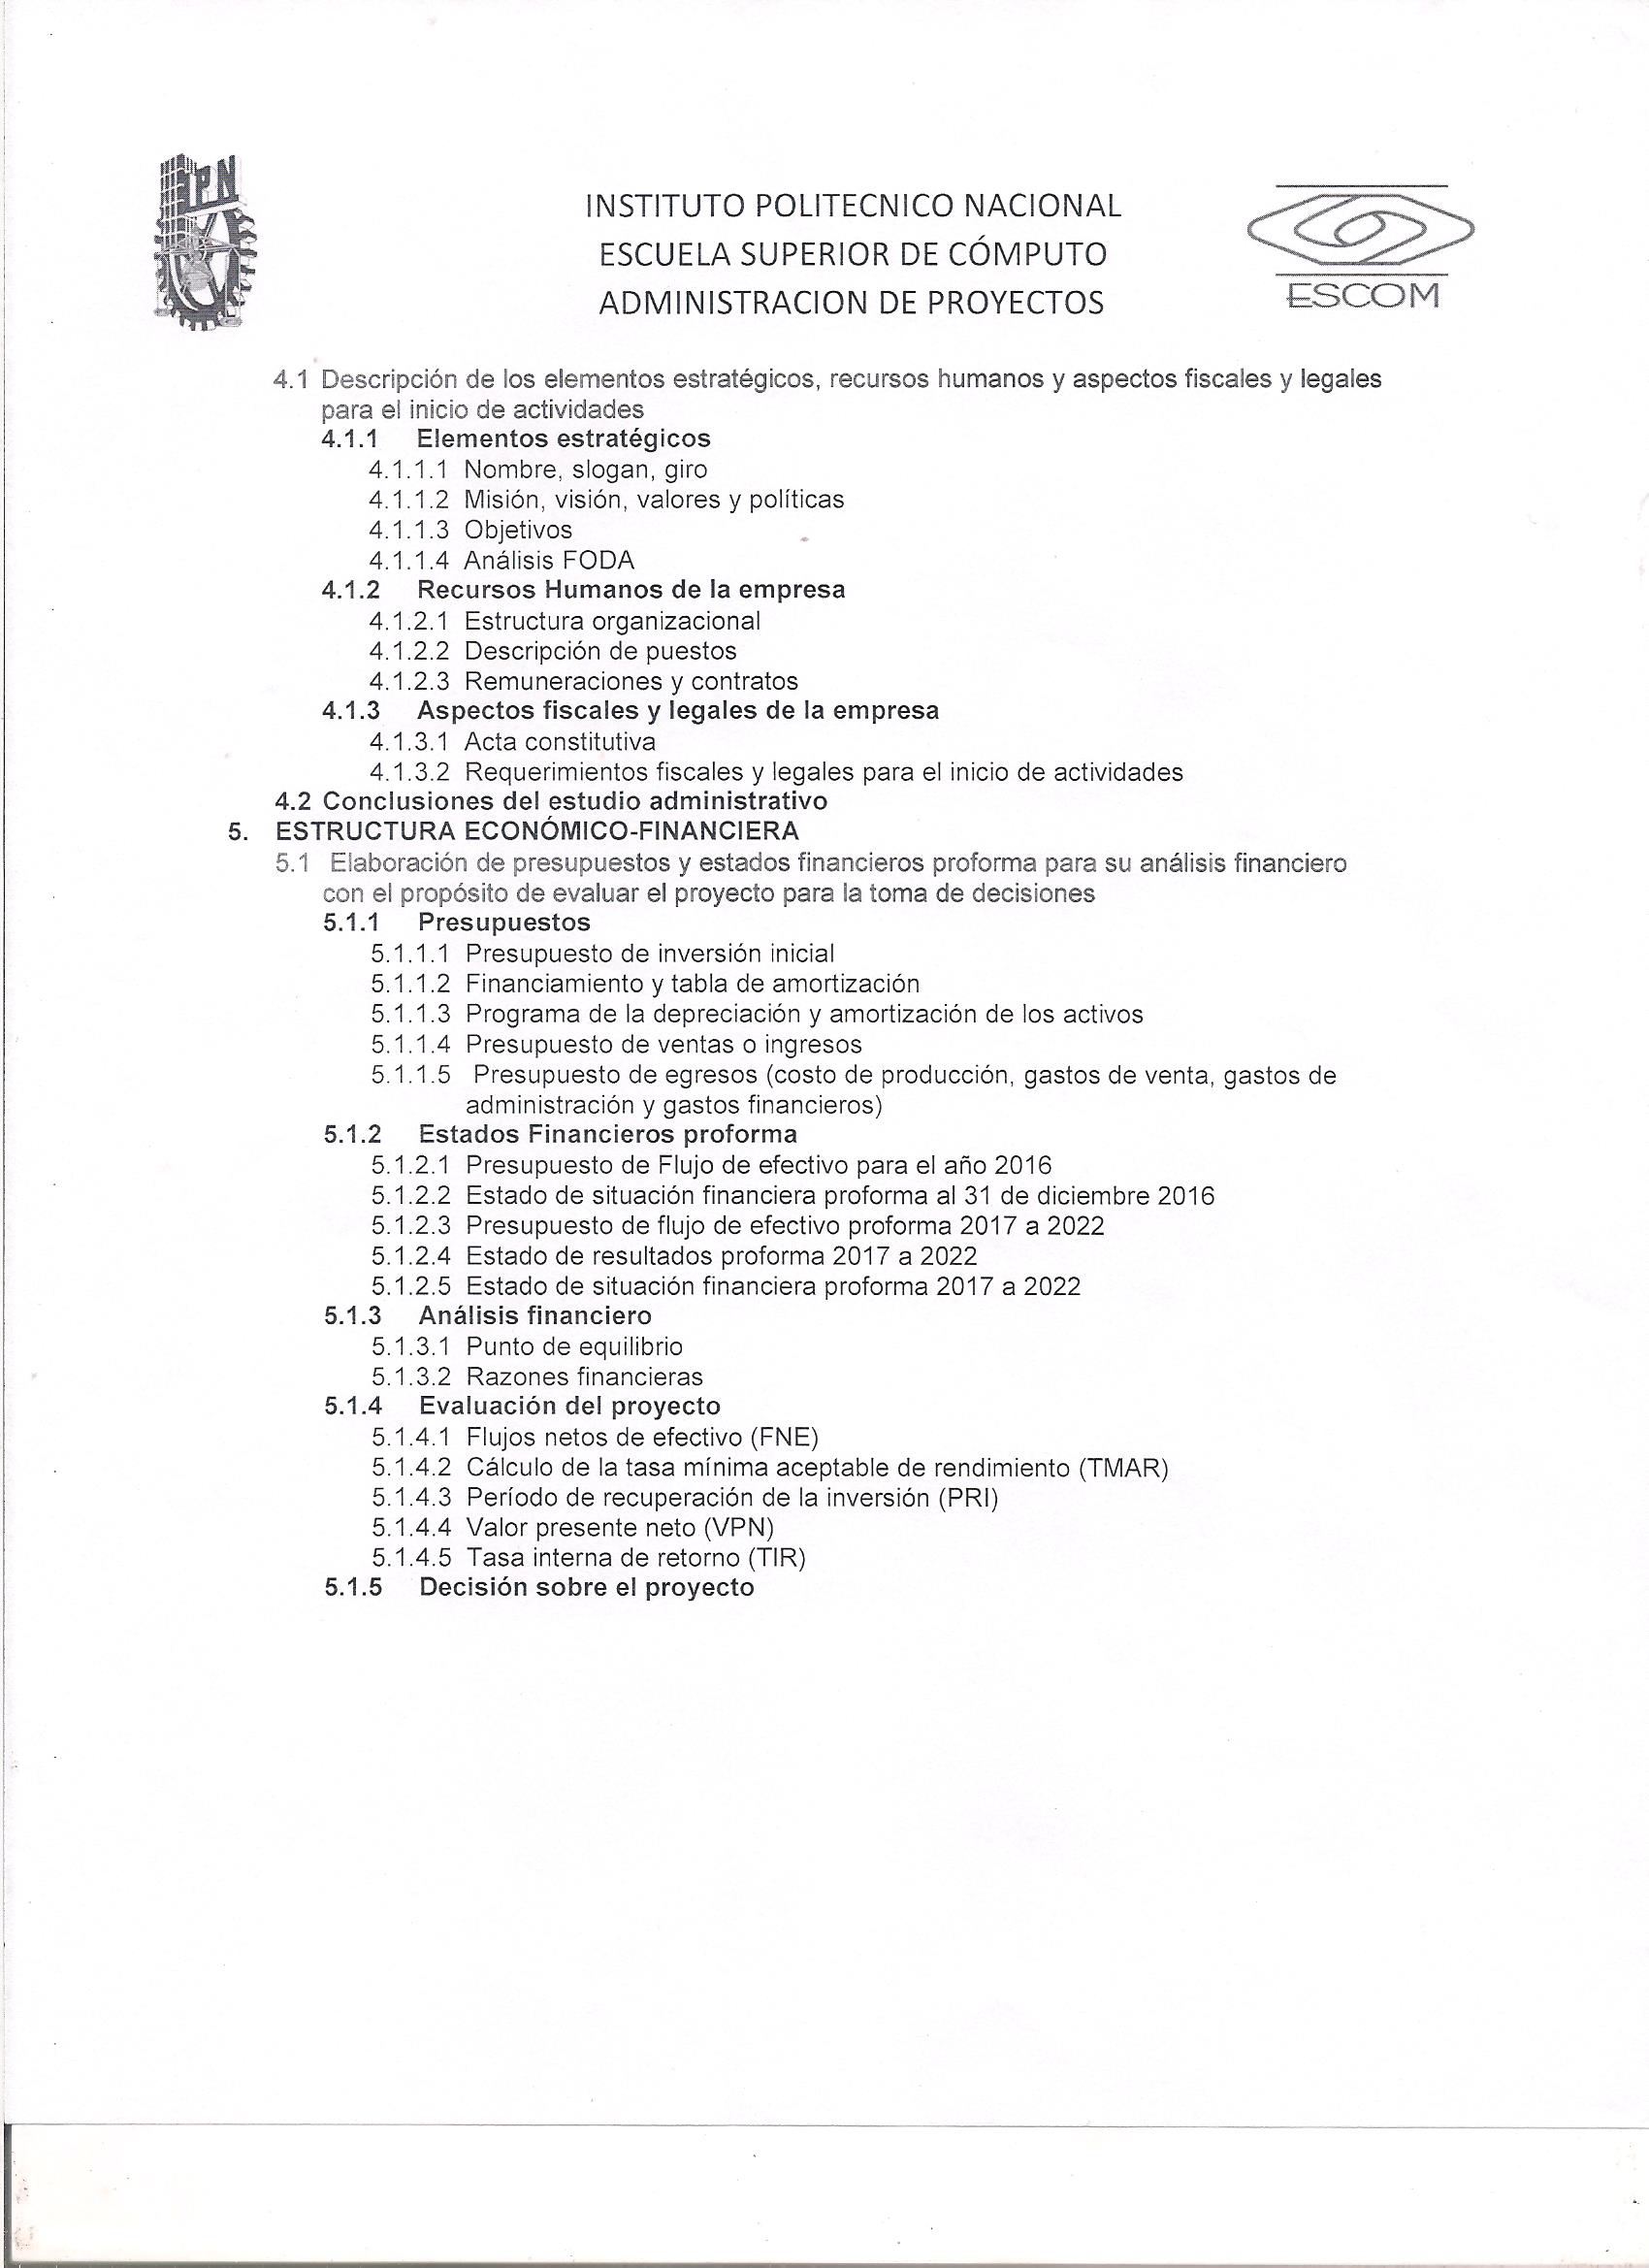 IPN
INSTITUTO POLITECNICO NACIONAL
ESCUELA SUPERIOR DE CÓMPUTO
ADMINISTRACION DE PROYECTOS
ESCOM
4.1 Descripción de los elementos estratégicos, recursos humanos y aspectos fiscales y legales
para el inicio de actividades
4.1.1 Elementos estratégicos
4.1.1.1 Nombre, slogan, giro
4.1.1.2 Misión, visión, valores y políticas
4.1.1.3 Objetivos
4.1.1.4 Análisis FODA
4.1.2 Recursos Humanos de la empresa
4.1.2.1 Estructura organizacional
4.1.2.2 Descripción de puestos
4.1.2.3 Remuneraciones y contratos
4.1.3 Aspectos fiscales y legales de la empresa
4.1.3.1 Acta constitutiva
4.1.3.2 Requerimientos fiscales y legales para el inicio de actividades
4.2 Conclusiones del estudio administrativo
5. ESTRUCTURA ECONÓMICO-FINANCIERA
5.1 Elaboración de presupuestos y estados financieros proforma para su análisis financiero
con el propósito de evaluar el proyecto para la toma de decisiones
5.1.1 Presupuestos
5.1.1.1 Presupuesto de inversión inicial
5.1.1.2 Financiamiento y tabla de amortización
5.1.1.3 Programa de la depreciación y amortización de los activos
5.1.1.4 Presupuesto de ventas o ingresos
5.1.1.5 Presupuesto de egresos (costo de producción, gastos de venta, gastos de
administración y gastos financieros)
5.1.2 Estados Financieros proforma
5.1.2.1 Presupuesto de Flujo de efectivo para el año 2016
5.1.2.2 Estado de situación financiera proforma al 31 de diciembre 2016
5.1.2.3 Presupuesto de flujo de efectivo proforma 2017 a 2022
5.1.2.4 Estado de resultados proforma 2017 a 2022
5.1.2.5 Estado de situación financiera proforma 2017 a 2022
5.1.3 Análisis financiero
5.1.3.1 Punto de equilibrio
5.1.3.2 Razones financieras
5.1.4 Evaluación del proyecto
5.1.4.1 Flujos netos de efectivo (FNE)
5.1.4.2 Cálculo de la tasa mínima aceptable de rendimiento (TMAR)
5.1.4.3 Período de recuperación de la inversión (PRI)
5.1.4.4 Valor presente neto (VPN)
5.1.4.5 Tasa interna de retorno (TIR)
5.1.5 Decisión sobre el proyecto